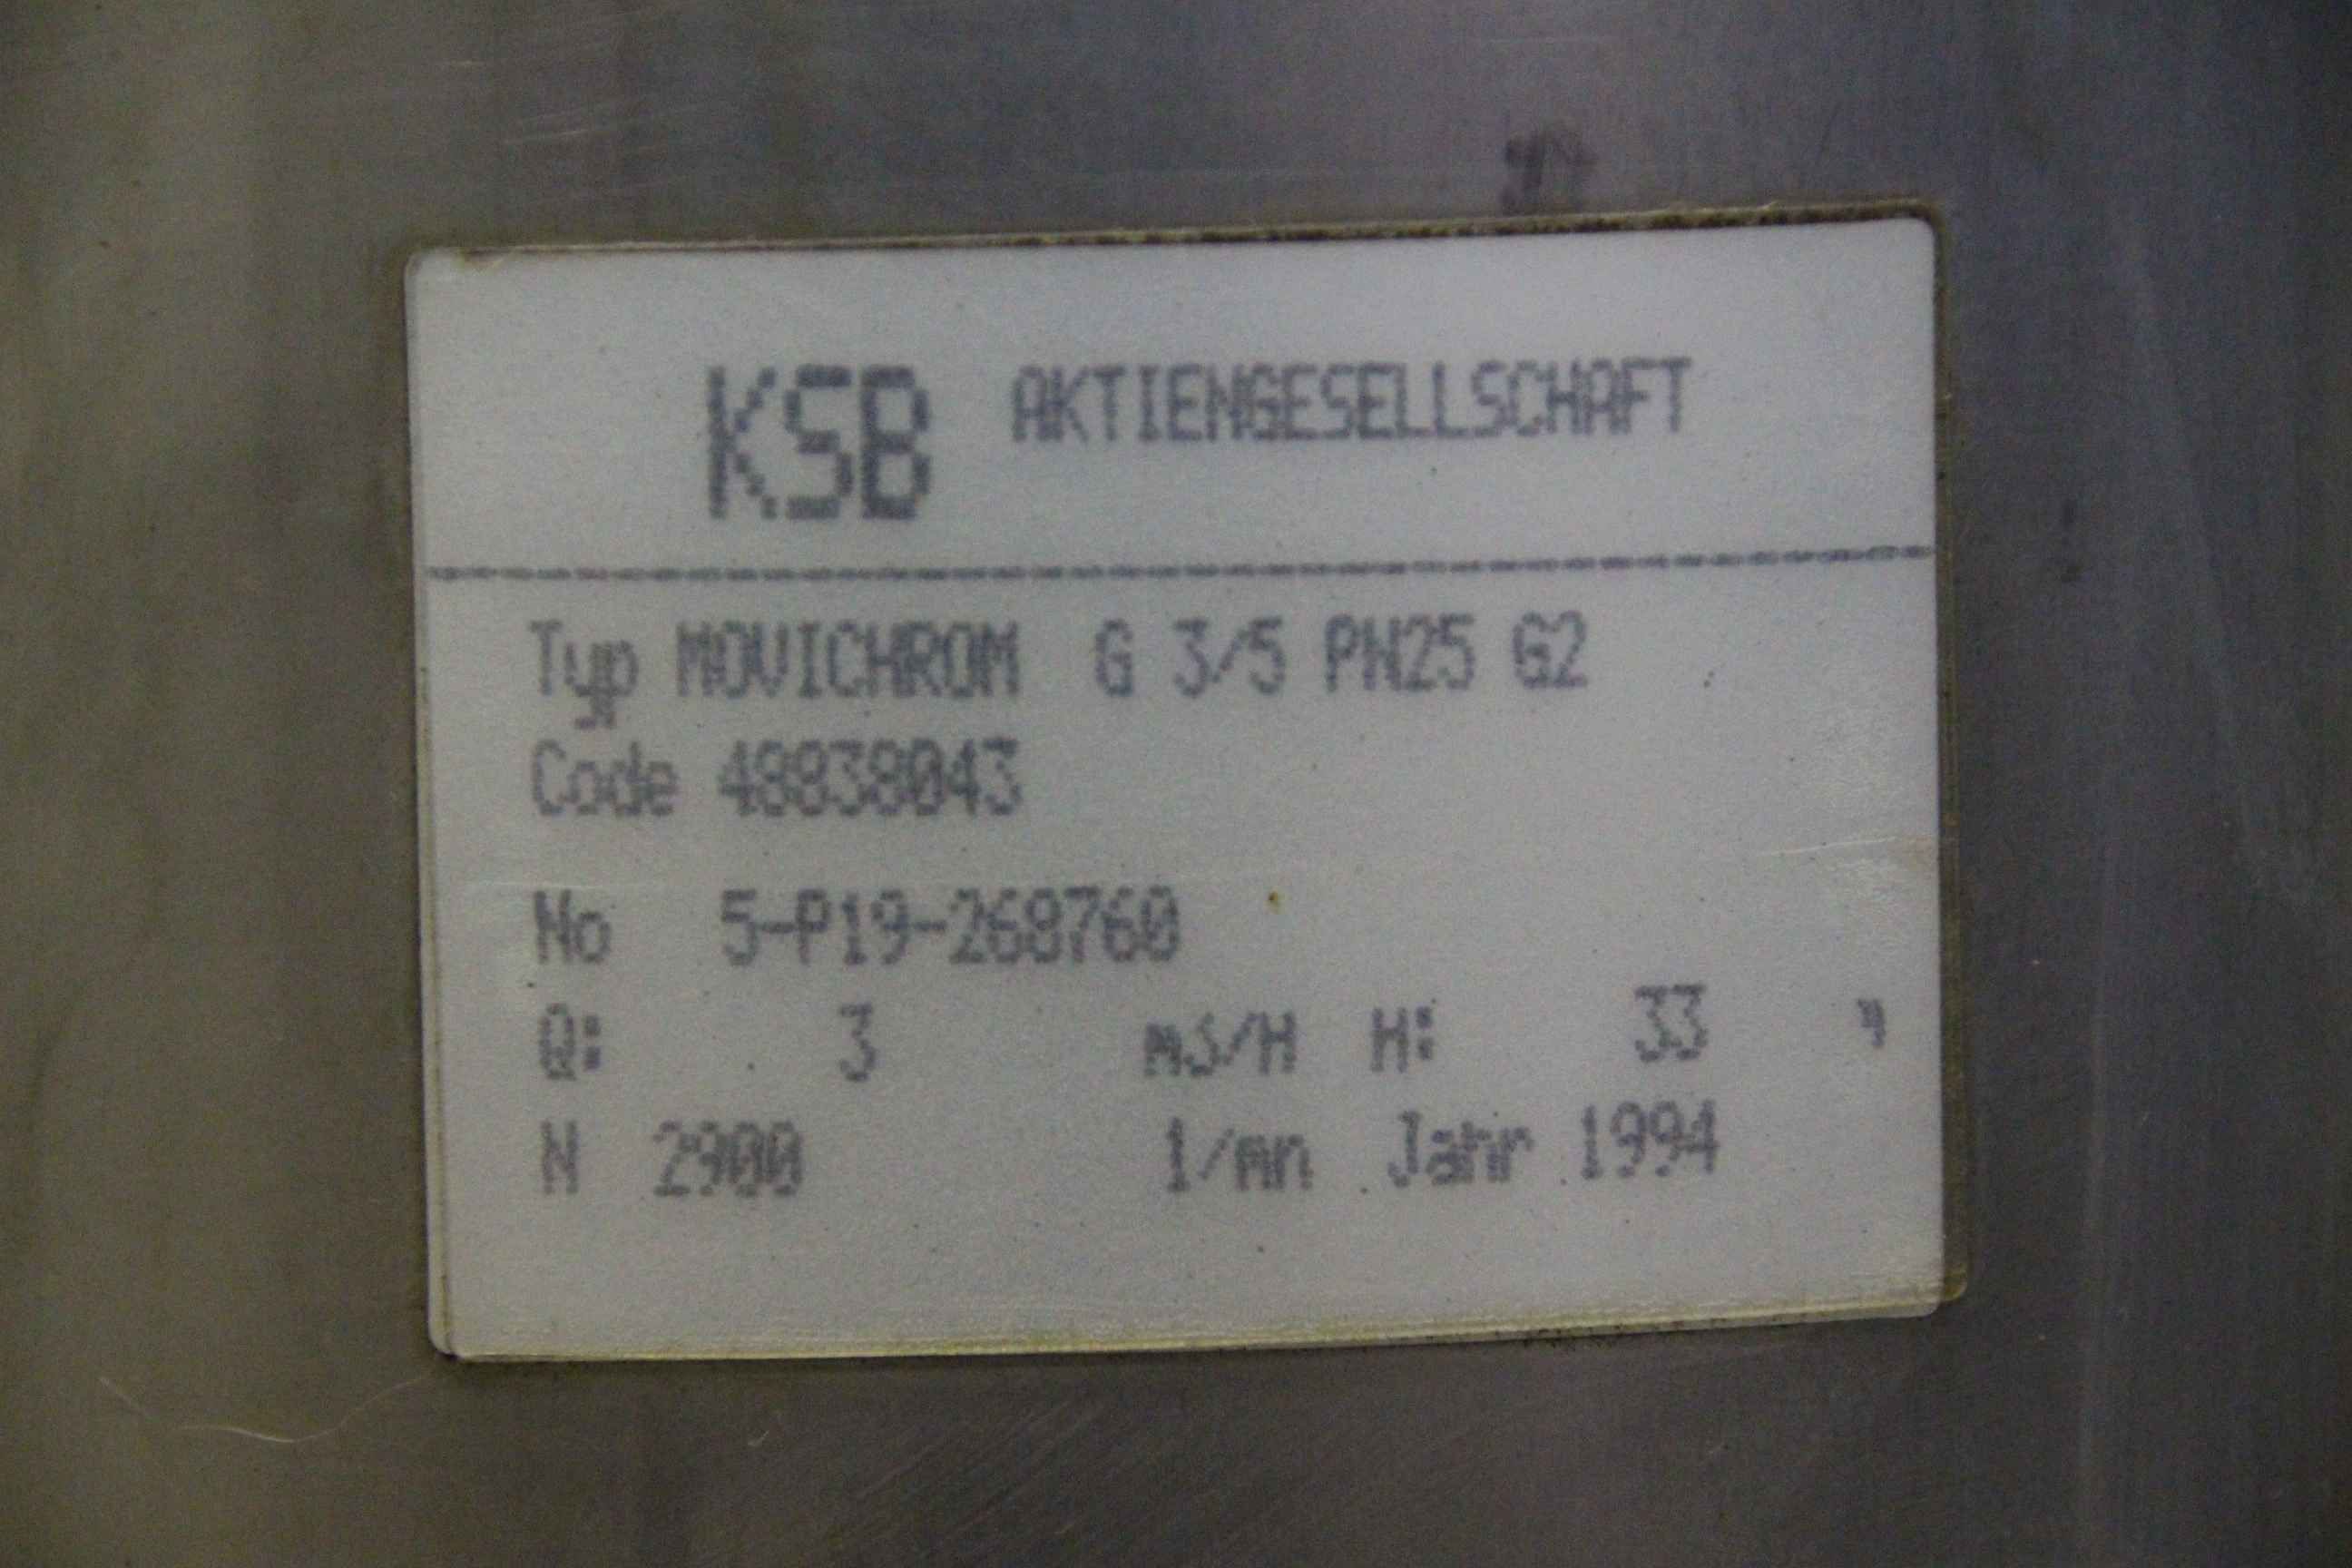 KSB AKTIENGESELLSCHAFT
Typ MOVICHROM G 3/5 PN25 G2
Code 48838043
No 5-P19-268760
Q: 3 m3/H H: 33
N 2900 1/mn Jahr 1994